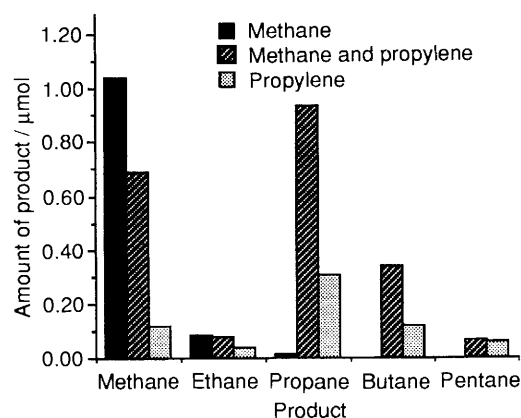 Methane
Methane and propylene
Propylene
Amount of product / μmol
1.20
1.00
0.80
0.60
0.40
0.20
0.00
Methane Ethane Propane Butane Pentane
Product